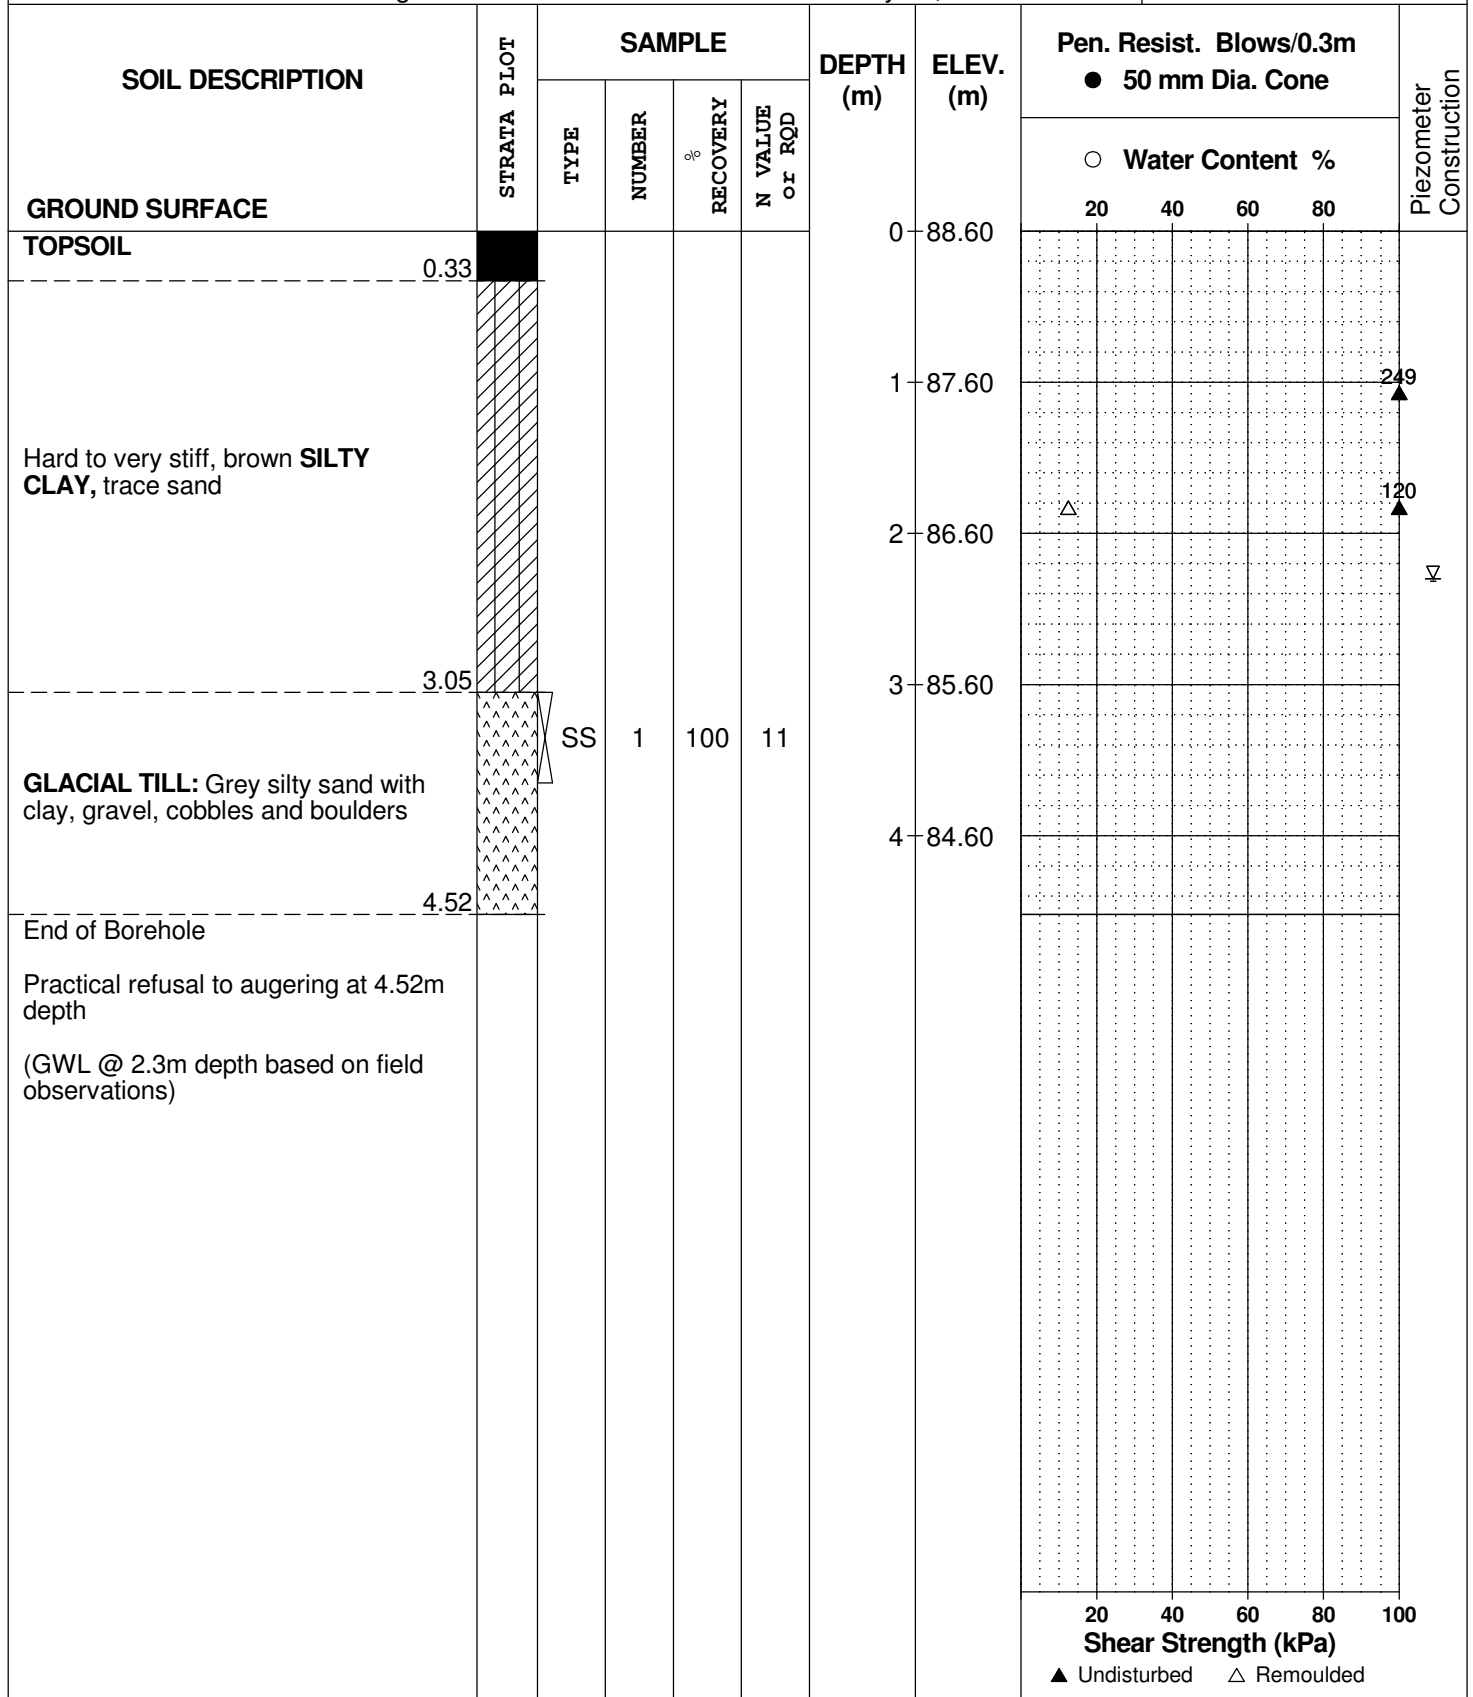 SOIL DESCRIPTION
GROUND SURFACE
STRATA PLOT
SAMPLE
TYPE
NUMBER
%
RECOVERY
N VALUE
or RQD
DEPTH
(m)
ELEV.
(m)
Pen. Resist. Blows/0.3m
● 50 mm Dia. Cone
○ Water Content %
20 40 60 80
Piezometer
Construction
TOPSOIL
0.33
0 88.60
1 87.60
249
Hard to very stiff, brown SILTY
CLAY, trace sand
120
2 86.60
3.05
3 85.60
SS 1 100 11
GLACIAL TILL: Grey silty sand with
clay, gravel, cobbles and boulders
4 84.60
4.52
End of Borehole
Practical refusal to augering at 4.52m
depth
(GWL @ 2.3m depth based on field
observations)
20 40 60 80 100
Shear Strength (kPa)
▲ Undisturbed △ Remoulded